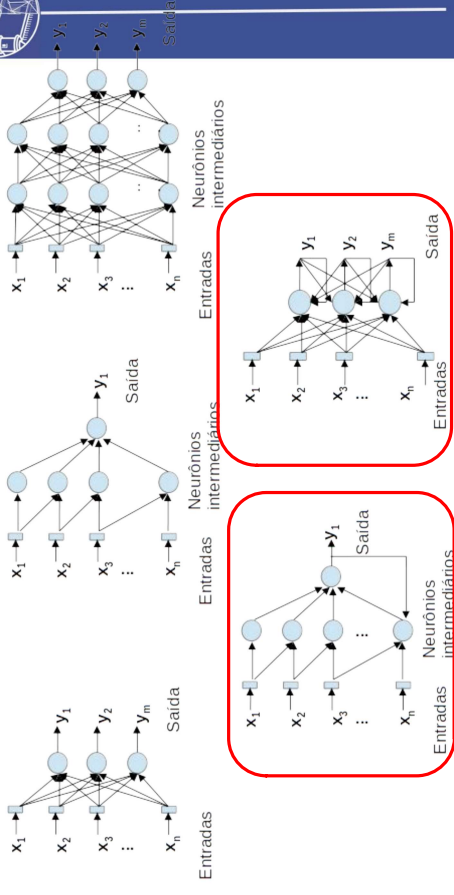 x1
x2
x3
⋮
xn
Entradas
y1
y2
ym
Saída
x1
x2
x3
⋮
xn
Entradas
Neurônios
intermediários
y1
Saída
x1
x2
x3
⋮
xn
Entradas
Neurônios
intermediários
y1
y2
ym
Saída
x1
x2
x3
⋮
xn
Entradas
Neurônios
intermediários
y1
Saída
x1
x2
x3
⋮
xn
Entradas
y1
y2
ym
Saída